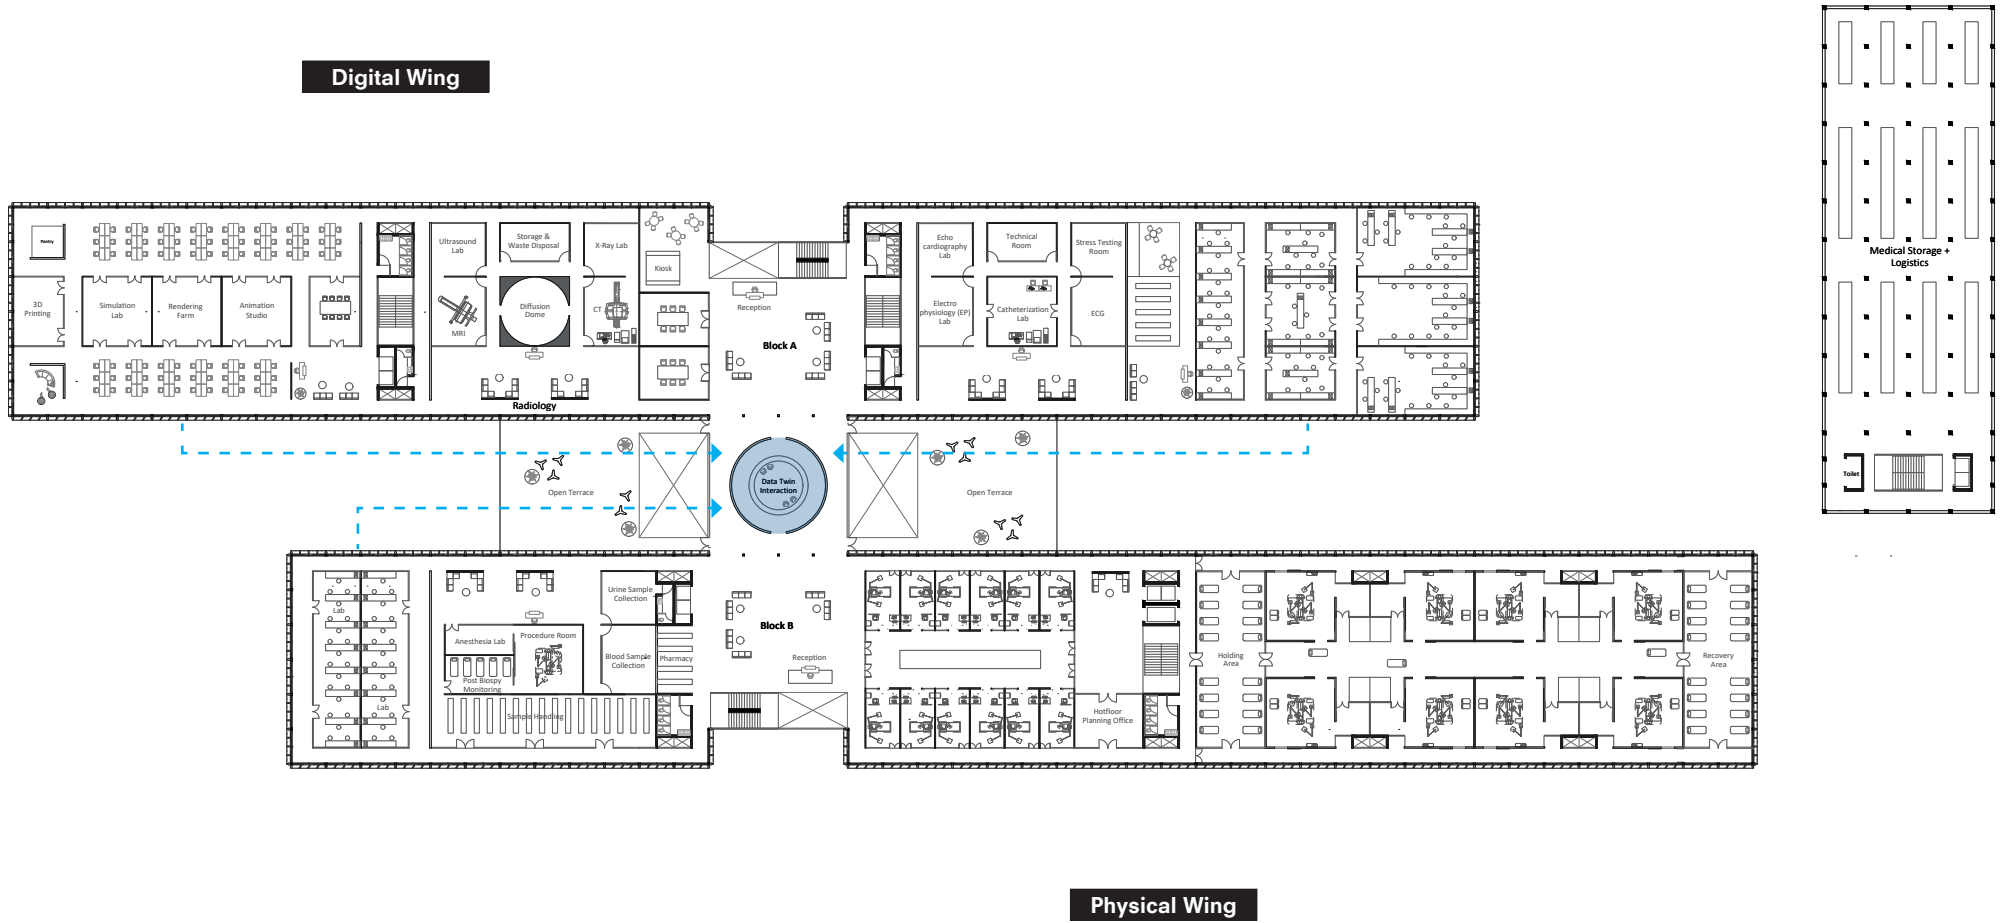 Digital Wing
Medical Storage +
Logistics
Toilet
Pantry
3D
Printing
Simulation
Lab
Rendering
Farm
Animation
Studio
Ultrasound
Lab
Storage &
Waste Disposal
X-Ray Lab
MRI
Diffusion
Dome
CT
Kiosk
Radiology
Reception
Block A
Echo
cardiography
Lab
Technical
Room
Stress Testing
Room
Electro
physiology (EP)
Lab
Catheterization
Lab
ECG
Open Terrace
Data Twin
Interaction
Open Terrace
Lab
Lab
Anesthesia Lab
Procedure Room
Post Biospy
Monitoring
Sample Handling
Urine Sample
Collection
Blood Sample
Collection
Pharmacy
Block B
Reception
Hotfloor
Planning Office
Holding
Area
Recovery
Area
Physical Wing